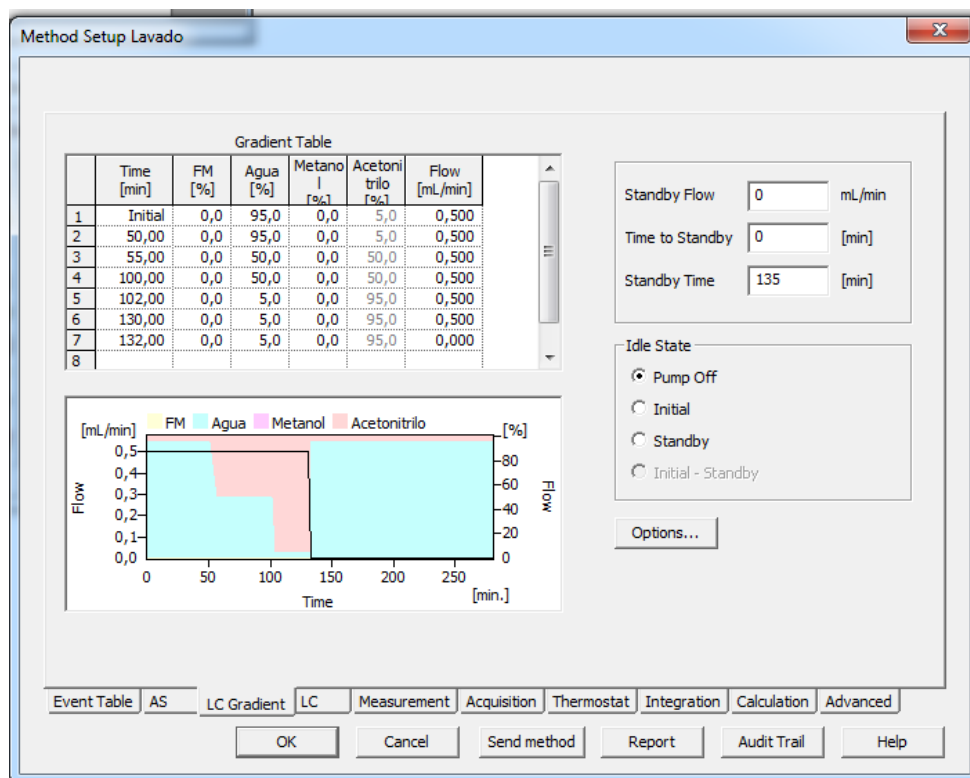 Method Setup Lavado
Gradient Table
Time [min] FM [%] Agua [%] Metanol [%] Acetonitrilo [%] Flow [mL/min]
1 Initial 0,0 95,0 0,0 5,0 0,500
2 50,00 0,0 95,0 0,0 5,0 0,500
3 55,00 0,0 50,0 0,0 50,0 0,500
4 100,00 0,0 50,0 0,0 50,0 0,500
5 102,00 0,0 5,0 0,0 95,0 0,500
6 130,00 0,0 5,0 0,0 95,0 0,500
7 132,00 0,0 5,0 0,0 95,0 0,000
8
Standby Flow 0 mL/min
Time to Standby 0 [min]
Standby Time 135 [min]
Idle State
Pump Off
Initial
Standby
Initial - Standby
Options...
[mL/min] FM Agua Metanol Acetonitrilo [%]
0,5
0,4
0,3
0,2
0,1
0,0
Flow
80
60
40
20
0
Flow
0 50 100 150 200 250
Time [min.]
Event Table AS LC Gradient LC Measurement Acquisition Thermostat Integration Calculation Advanced
OK Cancel Send method Report Audit Trail Help